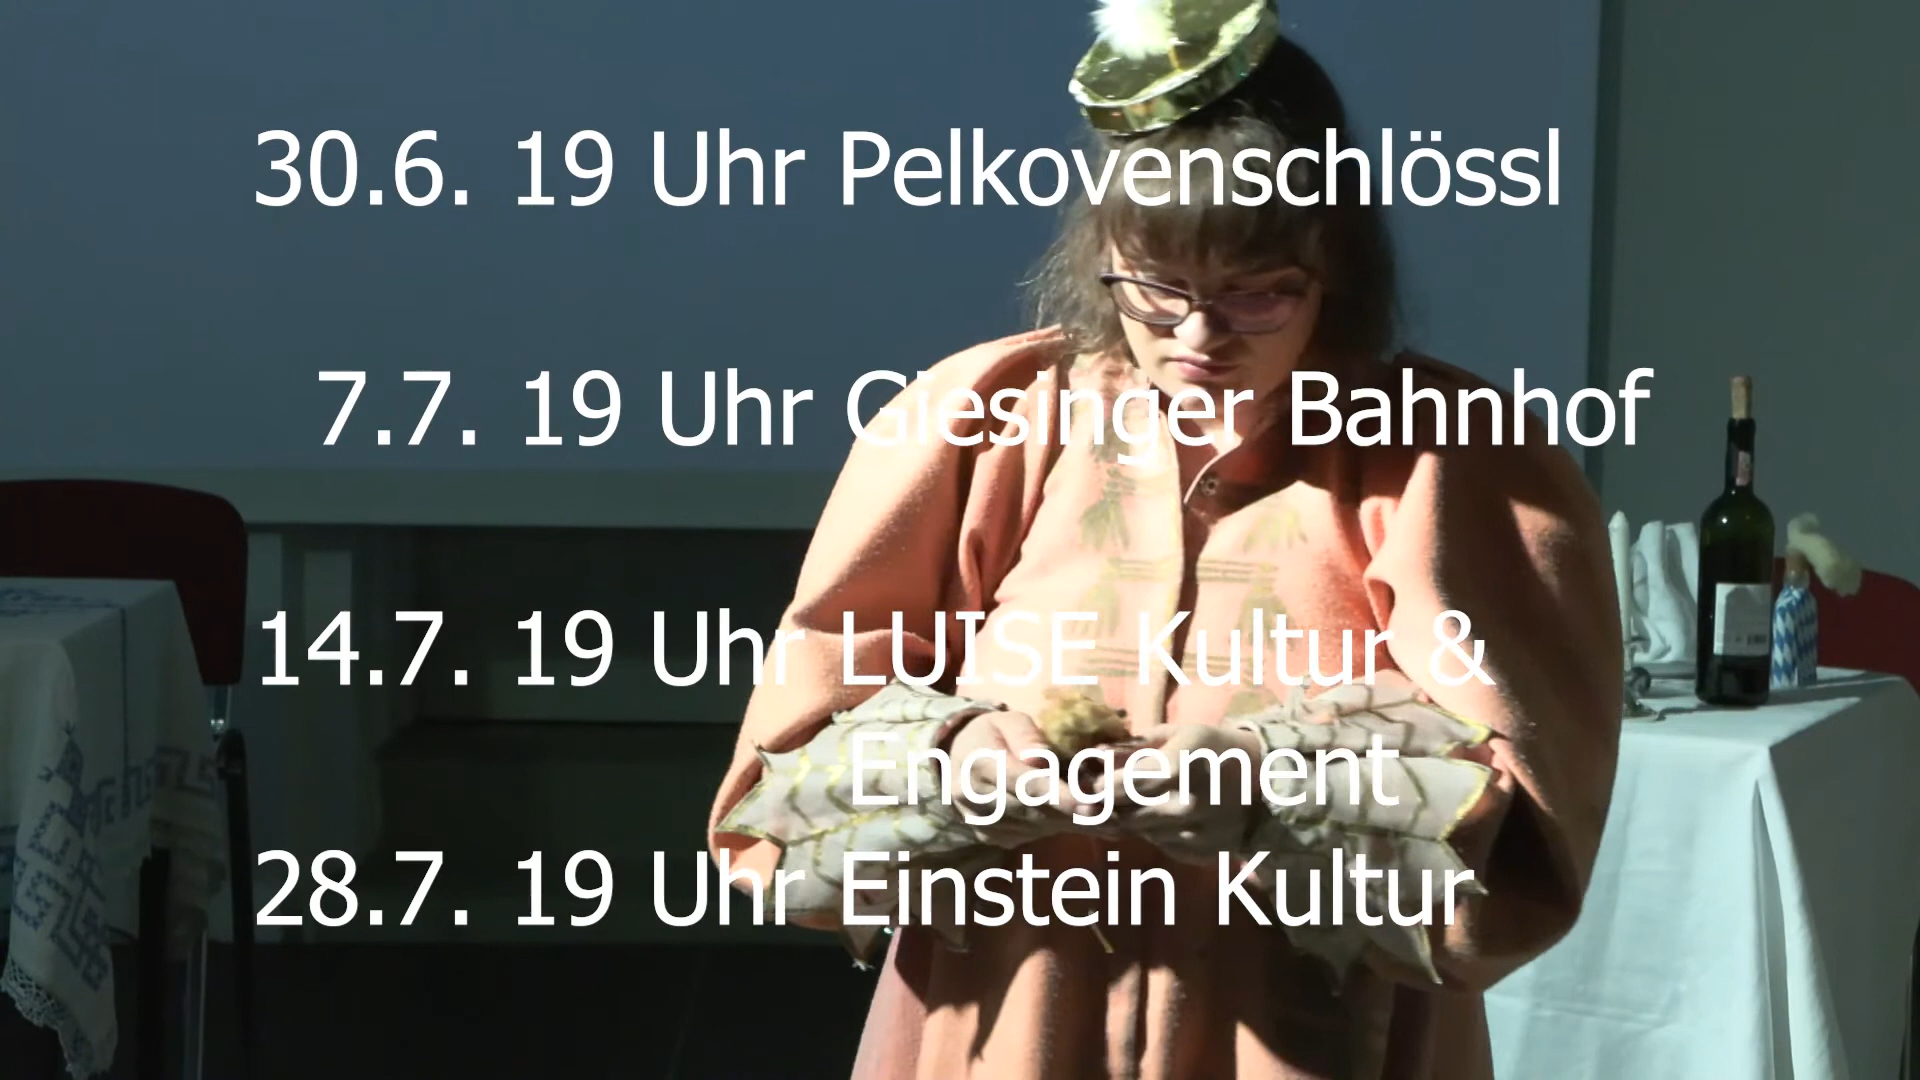 30.6. 19 Uhr Pelkovenschlössl
7.7. 19 Uhr Giesinger Bahnhof
14.7. 19 Uhr LUISE Kultur &
Engagement
28.7. 19 Uhr Einstein Kultur